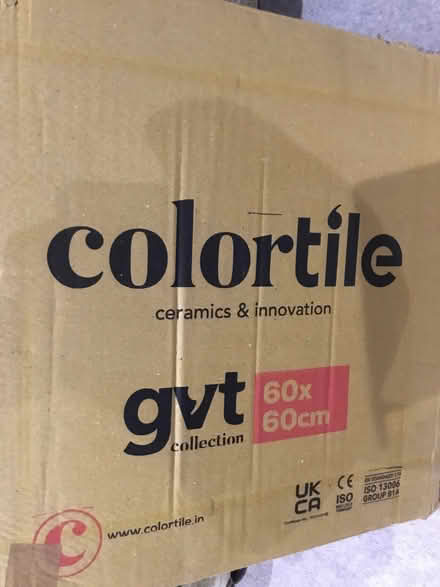 colortile
ceramics & innovation
gvt
collection
60x
60cm
UK
CA
CE
ISO
ISO 13006
GROUP B1A
www.colortile.in
c